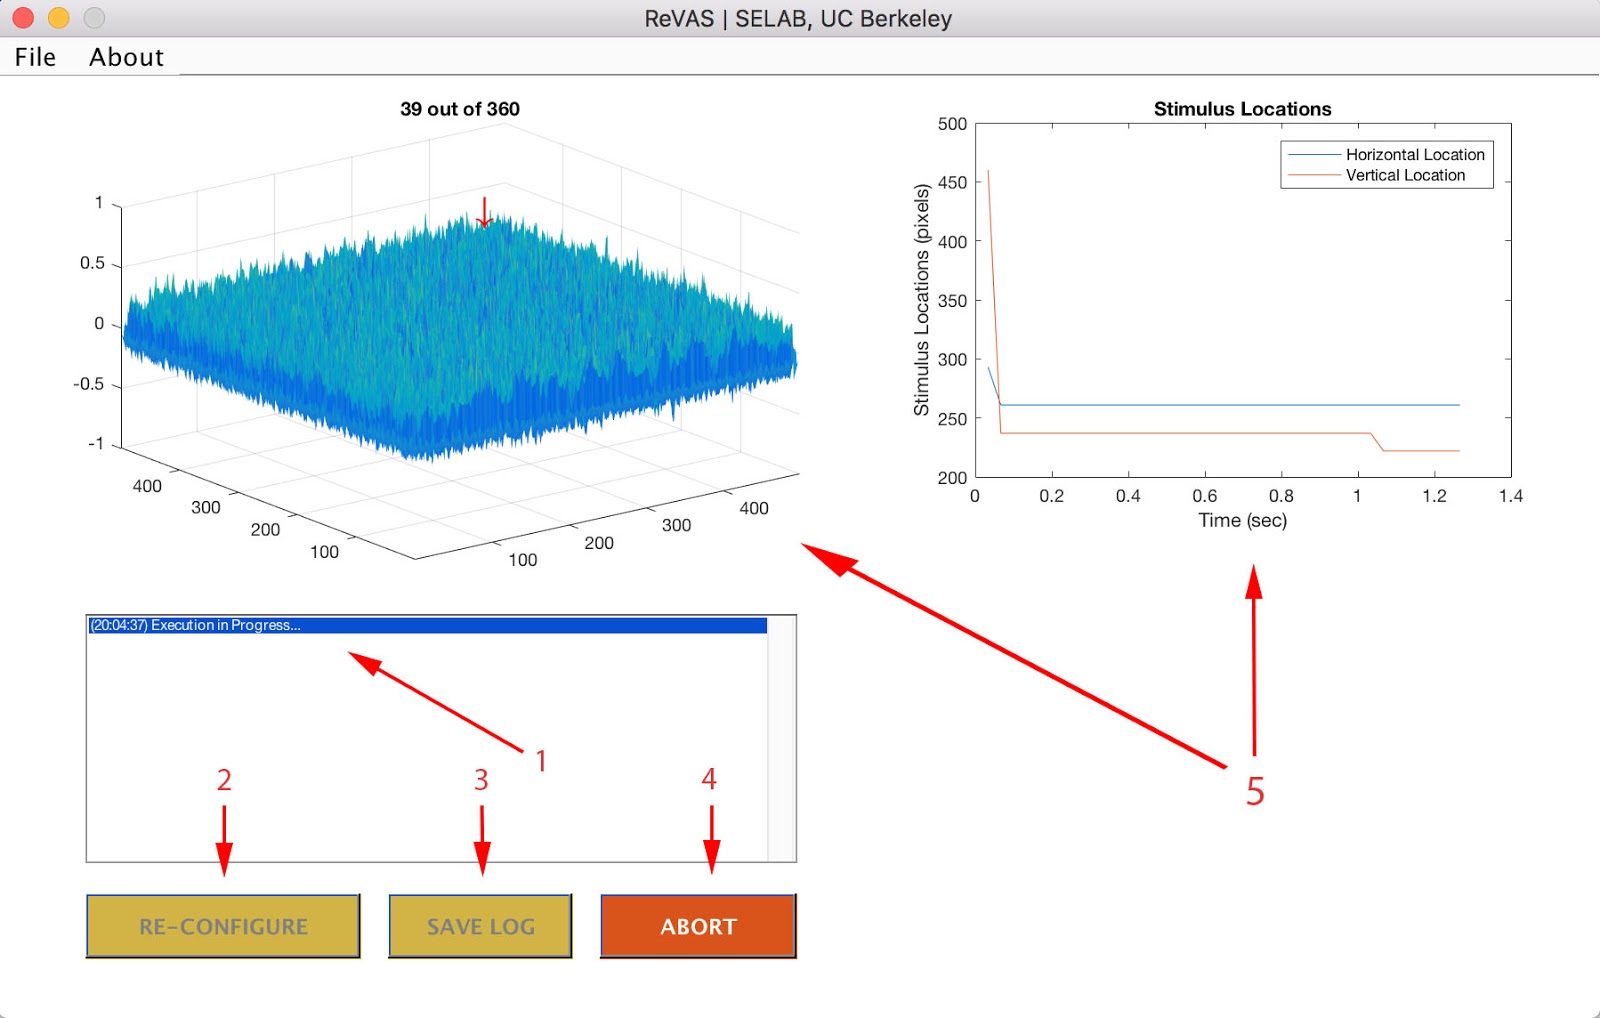 ReVAS | SELAB, UC Berkeley
File About
39 out of 360
1
0.5
0
-0.5
-1
400
300
200
100
100
200
300
400
Stimulus Locations
Horizontal Location
Vertical Location
Stimulus Locations (pixels)
500
450
400
350
300
250
200
0 0.2 0.4 0.6 0.8 1 1.2 1.4
Time (sec)
(20:04:37) Execution in Progress...
1
2 3 4
5
RE-CONFIGURE SAVE LOG ABORT